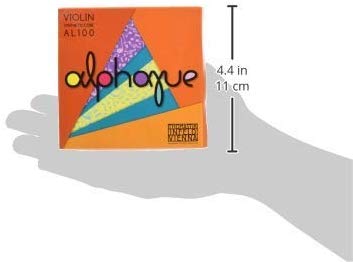 VIOLIN
AL100
alphayue
4.4 in
11 cm
THOMASTIK
INFELD
VIENNA